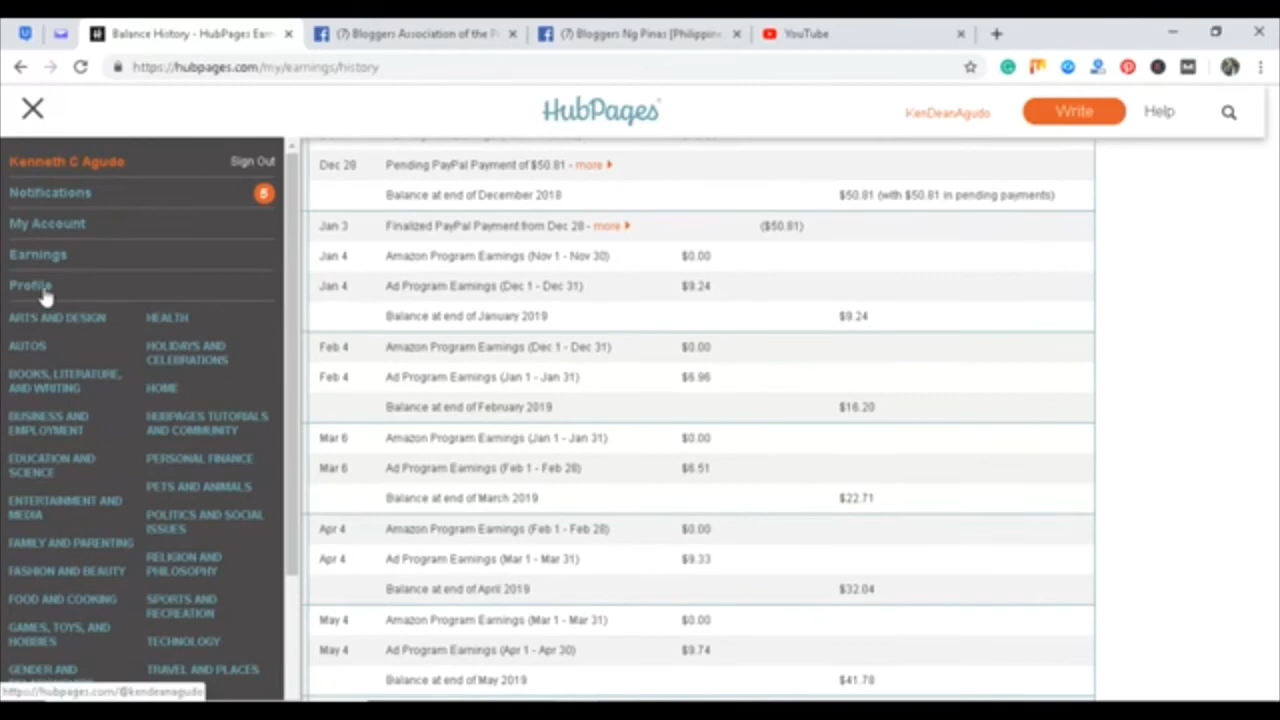 Balance History - HubPages Earn
(7) Bloggers Association of the P
(7) Bloggers Ng Pinas [Philippin
YouTube
https://hubpages.com/my/earnings/history
HubPages
KenDeanAgudo
Write
Help
Kenneth C Agudo
Sign Out
Notifications
5
My Account
Earnings
Profile
ARTS AND DESIGN
HEALTH
AUTOS
HOLIDAYS AND
CELEBRATIONS
BOOKS, LITERATURE,
AND WRITING
HOME
BUSINESS AND
EMPLOYMENT
HUBPAGES TUTORIALS
AND COMMUNITY
EDUCATION AND
SCIENCE
PERSONAL FINANCE
PETS AND ANIMALS
ENTERTAINMENT AND
MEDIA
POLITICS AND SOCIAL
ISSUES
FAMILY AND PARENTING
RELIGION AND
PHILOSOPHY
FASHION AND BEAUTY
FOOD AND COOKING
SPORTS AND
RECREATION
GAMES, TOYS, AND
HOBBIES
TECHNOLOGY
GENDER AND
TRAVEL AND PLACES
https://hubpages.com/@kendeanagudo
Dec 28 Pending PayPal Payment of $50.81 - more
Balance at end of December 2018 $50.81 (with $50.81 in pending payments)
Jan 3 Finalized PayPal Payment from Dec 28 - more ($50.81)
Jan 4 Amazon Program Earnings (Nov 1 - Nov 30) $0.00
Jan 4 Ad Program Earnings (Dec 1 - Dec 31) $9.24
Balance at end of January 2019 $9.24
Feb 4 Amazon Program Earnings (Dec 1 - Dec 31) $0.00
Feb 4 Ad Program Earnings (Jan 1 - Jan 31) $6.96
Balance at end of February 2019 $16.20
Mar 6 Amazon Program Earnings (Jan 1 - Jan 31) $0.00
Mar 6 Ad Program Earnings (Feb 1 - Feb 28) $6.51
Balance at end of March 2019 $22.71
Apr 4 Amazon Program Earnings (Feb 1 - Feb 28) $0.00
Apr 4 Ad Program Earnings (Mar 1 - Mar 31) $9.33
Balance at end of April 2019 $32.04
May 4 Amazon Program Earnings (Mar 1 - Mar 31) $0.00
May 4 Ad Program Earnings (Apr 1 - Apr 30) $9.74
Balance at end of May 2019 $41.78